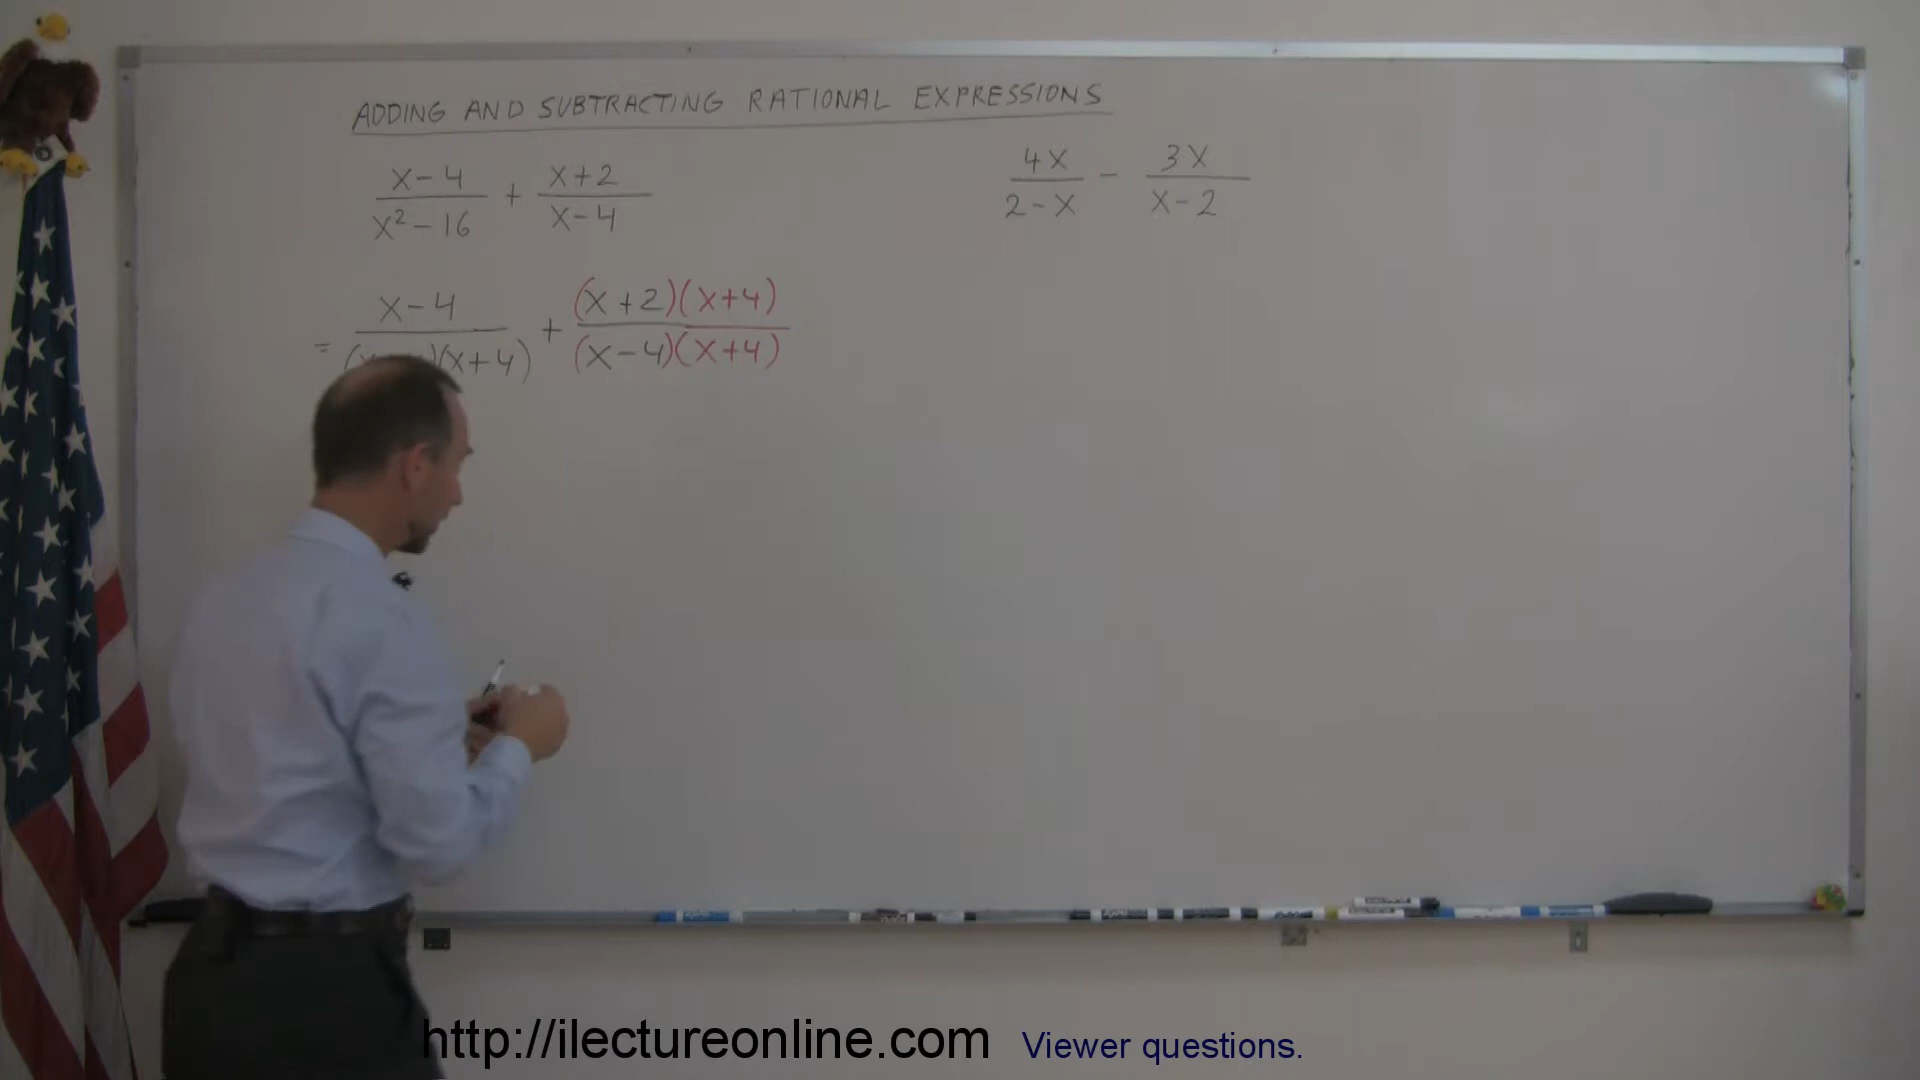 ADDING AND SUBTRACTING RATIONAL EXPRESSIONS
x-4 / x²-16 + x+2 / x-4
= x-4 / )(x+4) + (x+2)(x+4) / (x-4)(x+4)
4x / 2-x - 3x / x-2
http://ilectureonline.com Viewer questions.